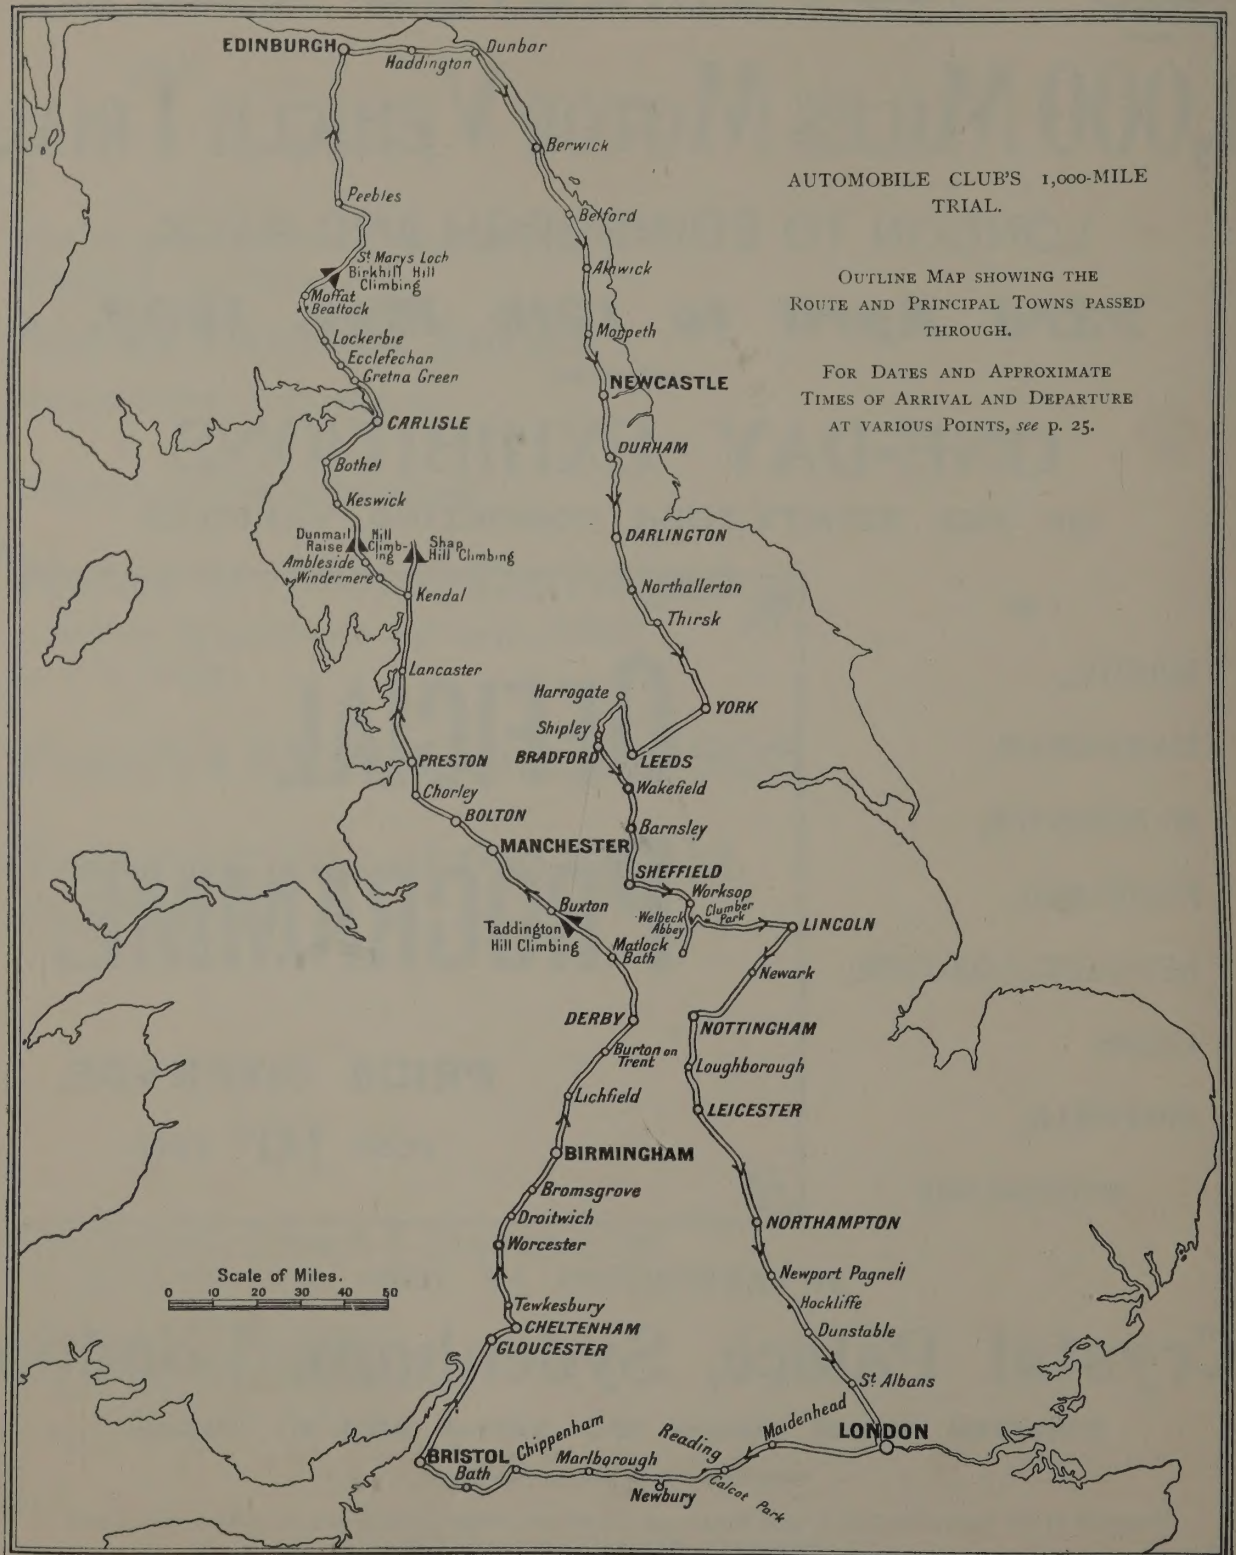 EDINBURGH
Haddington
Dunbar
Berwick
AUTOMOBILE CLUB'S 1,000-MILE
TRIAL.
Peebles
Belford
St Marys Loch
Birkhill Hill
Climbing
Alnwick
OUTLINE MAP SHOWING THE
ROUTE AND PRINCIPAL TOWNS PASSED
THROUGH.
Moffat
Beattock
Lockerbie
Morpeth
Ecclefechan
Gretna Green
NEWCASTLE
FOR DATES AND APPROXIMATE
TIMES OF ARRIVAL AND DEPARTURE
AT VARIOUS POINTS, see p. 25.
CARLISLE
DURHAM
Bothel
Keswick
Dunmail
Raise
Hill
Climb-
ing
Shap
Hill Climbing
DARLINGTON
Ambleside
Windermere
Kendal
Northallerton
Thirsk
Lancaster
Harrogate
YORK
Shipley
BRADFORD
LEEDS
PRESTON
Wakefield
Chorley
BOLTON
Barnsley
MANCHESTER
SHEFFIELD
Worksop
Buxton
Welbeck
Abbey
Clumber
Park
LINCOLN
Taddington
Hill Climbing
Matlock
Bath
Newark
DERBY
NOTTINGHAM
Burton on
Trent
Loughborough
Lichfield
LEICESTER
BIRMINGHAM
Bromsgrove
Droitwich
NORTHAMPTON
Worcester
Scale of Miles.
0 10 20 30 40 50
Newport Pagnell
Hockliffe
Tewkesbury
CHELTENHAM
Dunstable
GLOUCESTER
St Albans
LONDON
Maidenhead
Reading
Chippenham
BRISTOL
Bath
Marlborough
Newbury
Calcot Park